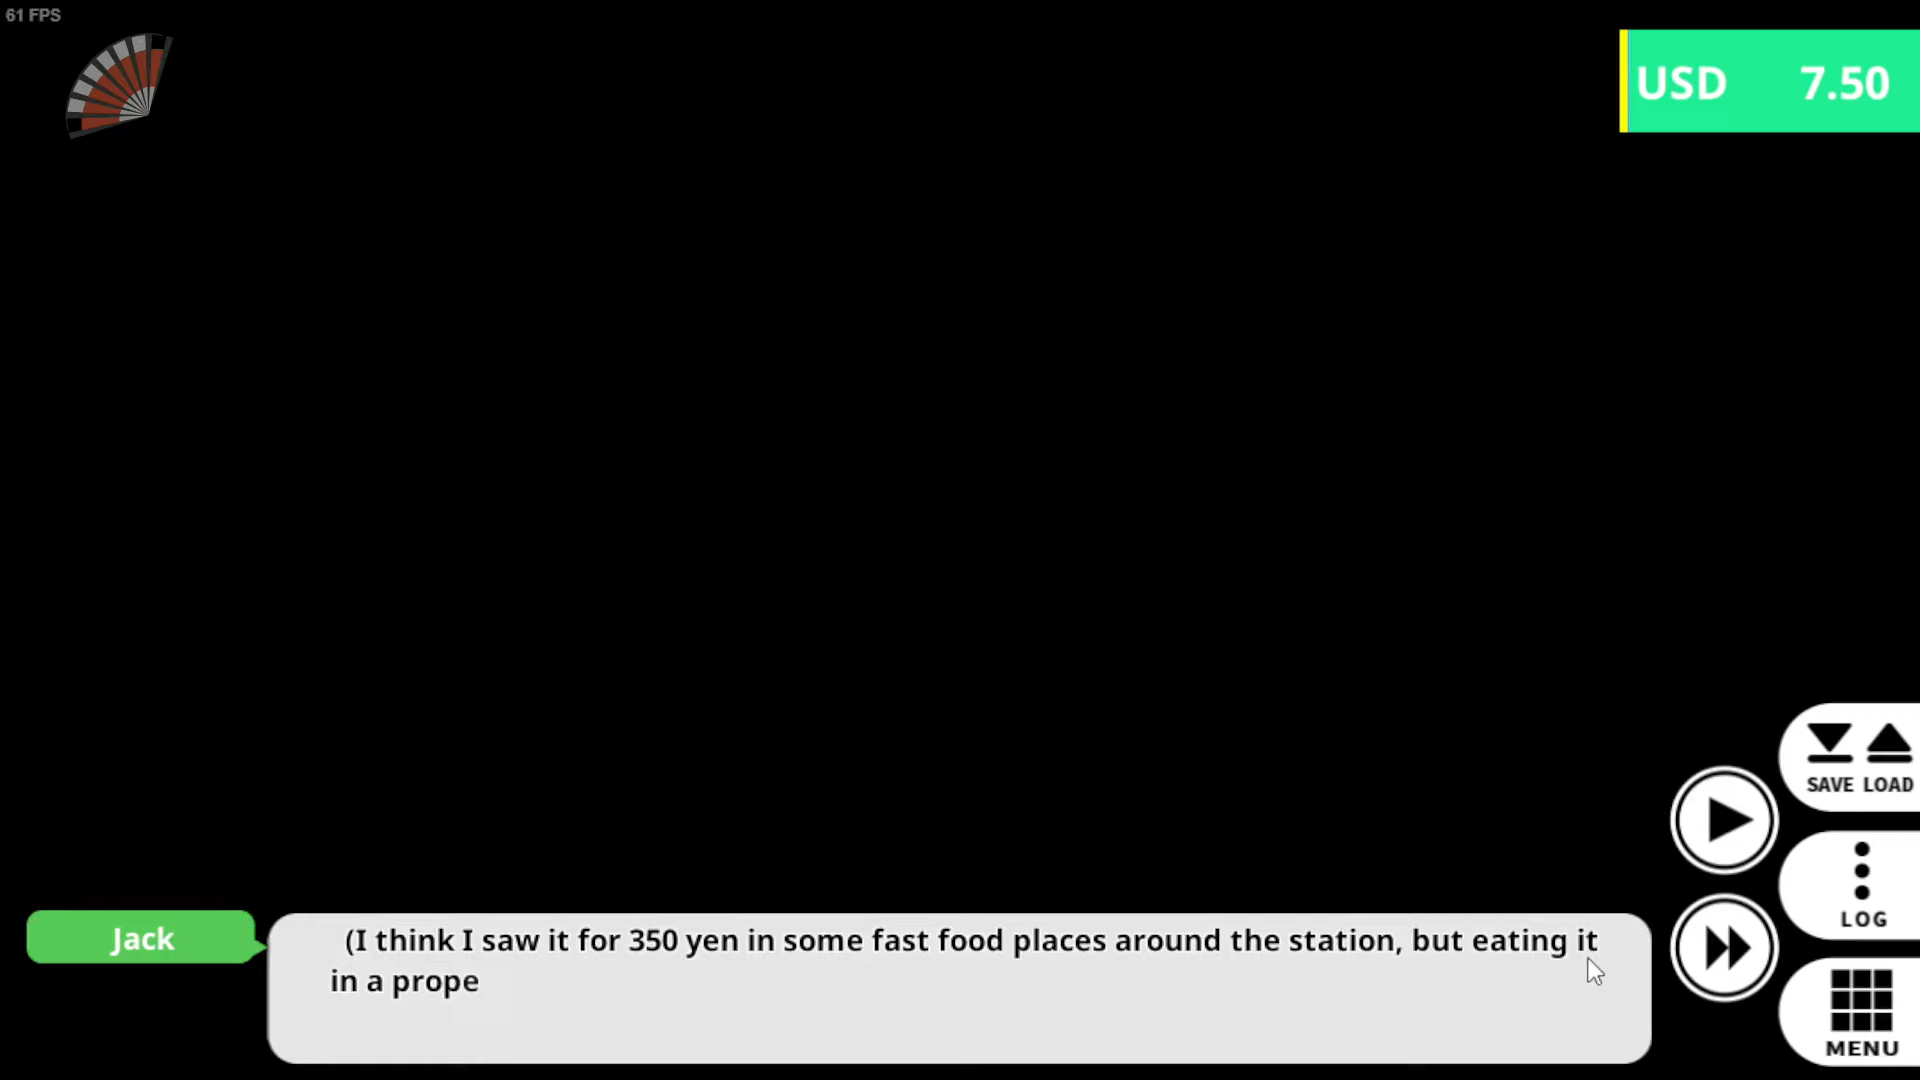 61 FPS
USD 7.50
SAVE LOAD
LOG
Jack
(I think I saw it for 350 yen in some fast food places around the station, but eating it
in a prope
MENU